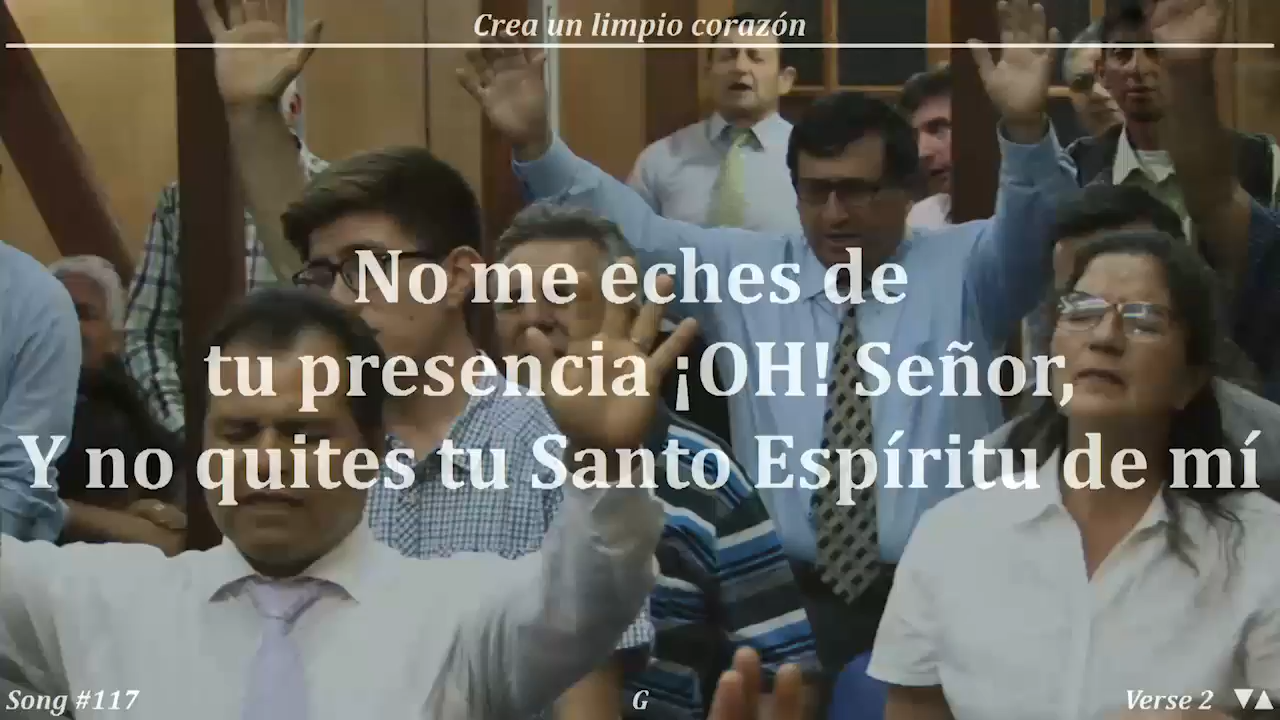 Crea un limpio corazón
No me eches de
tu presencia ¡OH! Señor,
Y no quites tu Santo Espíritu de mí
Song #117
G
Verse 2 ▼▲